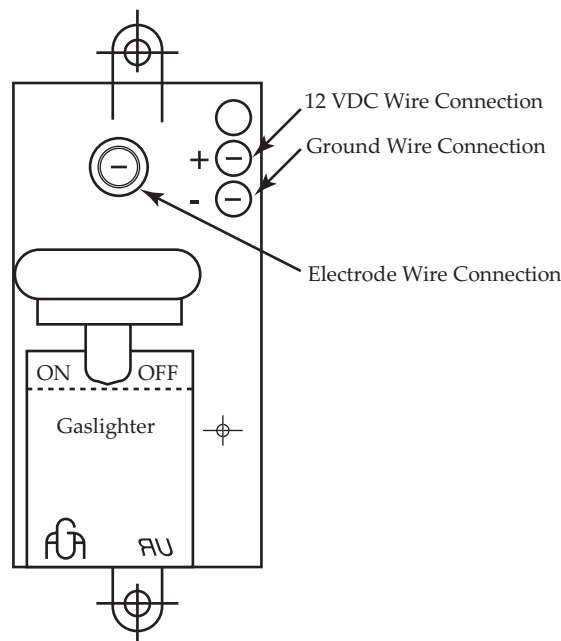 12 VDC Wire Connection
+
Ground Wire Connection
-
Electrode Wire Connection
ON OFF
Gaslighter